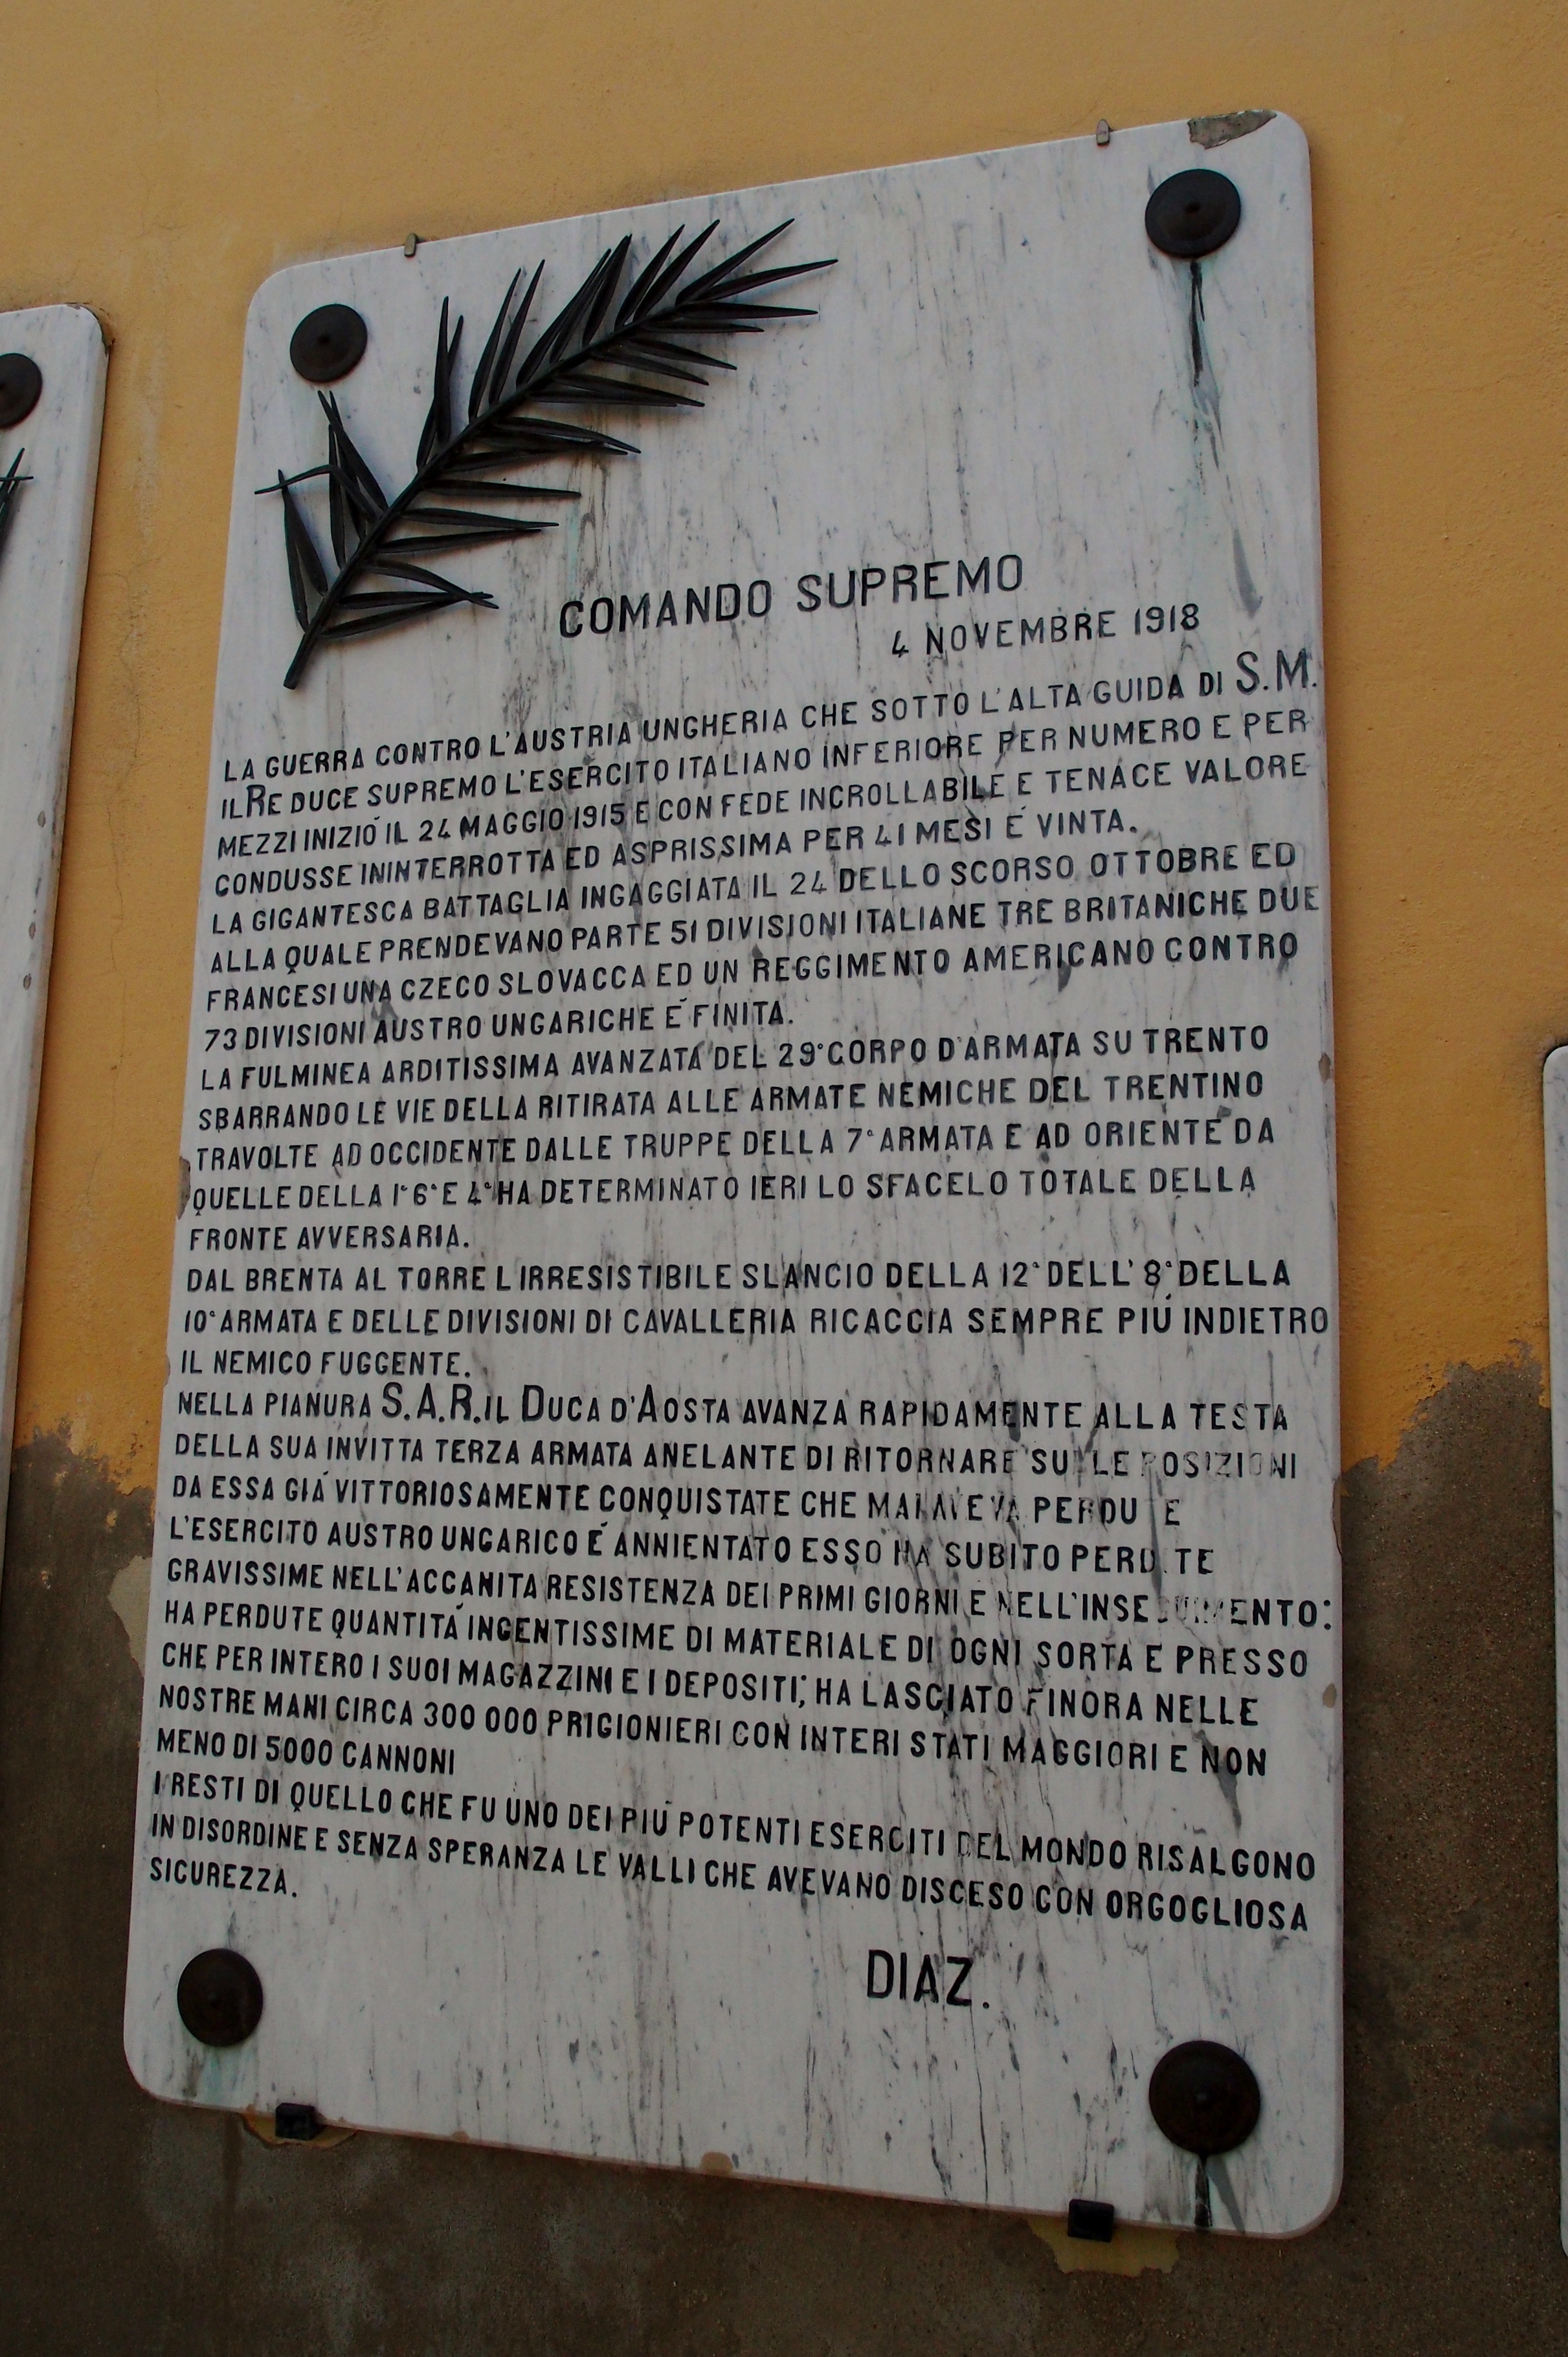 COMANDO SUPREMO
4 NOVEMBRE 1918
LA GUERRA CONTRO L'AUSTRIA UNGHERIA CHE SOTTO L'ALTA GUIDA DI S.M.
IL RE DUCE SUPREMO L'ESERCITO ITALIANO INFERIORE PER NUMERO E PER
MEZZI INIZIÓ IL 24 MAGGIO 1915 E CON FEDE INCROLLABILE E TENACE VALORE
CONDUSSE ININTERROTTA ED ASPRISSIMA PER 41 MESI É VINTA.
LA GIGANTESCA BATTAGLIA INGAGGIATA IL 24 DELLO SCORSO OTTOBRE ED
ALLA QUALE PRENDEVANO PARTE 51 DIVISIONI ITALIANE TRE BRITANICHE DUE
FRANCESI UNA CZECO SLOVACCA ED UN REGGIMENTO AMERICANO CONTRO
73 DIVISIONI AUSTRO UNGARICHE É FINITA.
LA FULMINEA ARDITISSIMA AVANZATA DEL 29° CORPO D'ARMATA SU TRENTO
SBARRANDO LE VIE DELLA RITIRATA ALLE ARMATE NEMICHE DEL TRENTINO
TRAVOLTE AD OCCIDENTE DALLE TRUPPE DELLA 7ª ARMATA E AD ORIENTE DA
QUELLE DELLA 1ª 6ª E 4ª HA DETERMINATO IERI LO SFACELO TOTALE DELLA
FRONTE AVVERSARIA.
DAL BRENTA AL TORRE L IRRESISTIBILE SLANCIO DELLA 12ª DELL' 8ª DELLA
10ª ARMATA E DELLE DIVISIONI DI CAVALLERIA RICACCIA SEMPRE PIÚ INDIETRO
IL NEMICO FUGGENTE.
NELLA PIANURA S.A.R. IL DUCA D'AOSTA AVANZA RAPIDAMENTE ALLA TESTA
DELLA SUA INVITTA TERZA ARMATA ANELANTE DI RITORNARE SULLE POSIZIONI
DA ESSA GIÁ VITTORIOSAMENTE CONQUISTATE CHE MAI AVEVA PERDUTE
L'ESERCITO AUSTRO UNGARICO É ANNIENTATO ESSO HA SUBITO PERDITE
GRAVISSIME NELL'ACCANITA RESISTENZA DEI PRIMI GIORNI E NELL'INSEGUIMENTO:
HA PERDUTE QUANTITÁ INGENTISSIME DI MATERIALE DI OGNI SORTA E PRESSO
CHE PER INTERO I SUOI MAGAZZINI E I DEPOSITI; HA LASCIATO FINORA NELLE
NOSTRE MANI CIRCA 300 000 PRIGIONIERI CON INTERI STATI MAGGIORI E NON
MENO DI 5000 CANNONI
I RESTI DI QUELLO CHE FU UNO DEI PIÚ POTENTI ESERCITI DEL MONDO RISALGONO
IN DISORDINE E SENZA SPERANZA LE VALLI CHE AVEVANO DISCESO CON ORGOGLIOSA
SICUREZZA.
DIAZ.